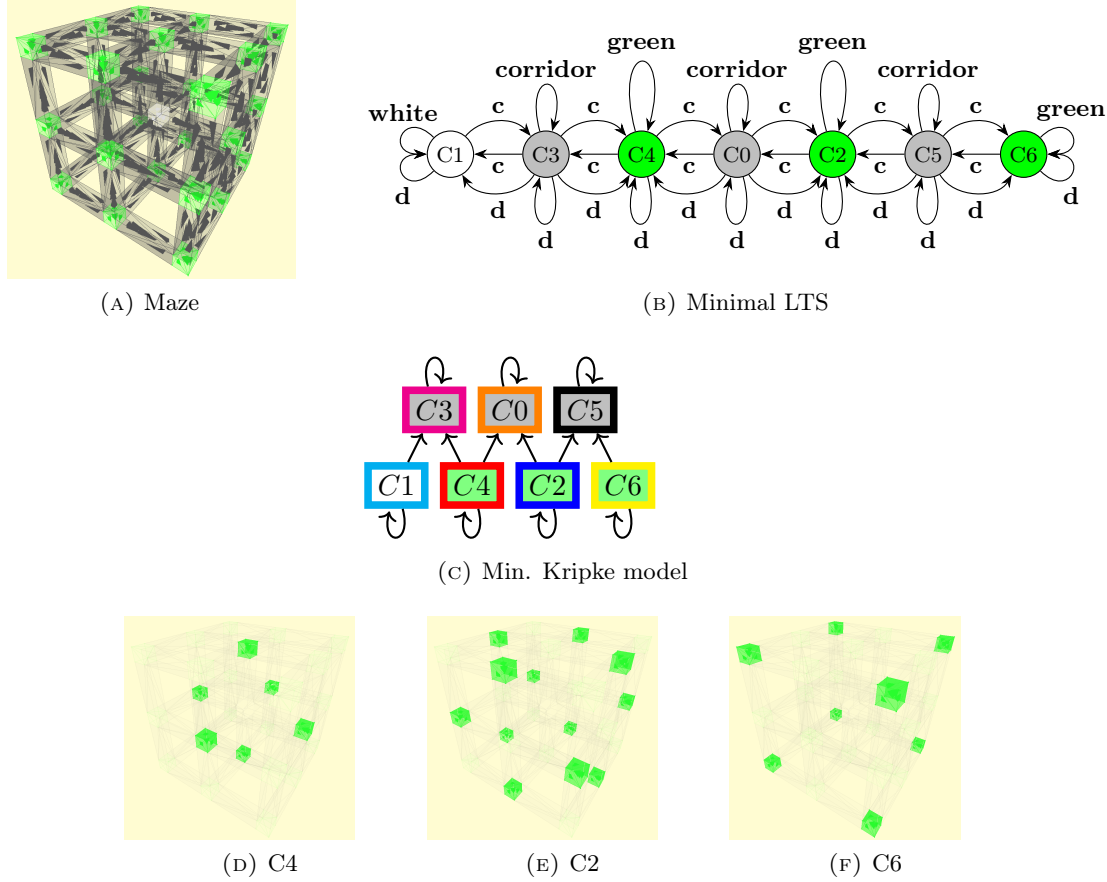 green
green
corridor
corridor
corridor
white
green
c
c
c
c
c
c
C1
C3
C4
C0
C2
C5
C6
c
c
c
c
c
c
d
d
d
d
d
d
d
d
d
d
d
d
d
(A) Maze
(B) Minimal LTS
C3
C0
C5
C1
C4
C2
C6
(C) Min. Kripke model
(D) C4
(E) C2
(F) C6